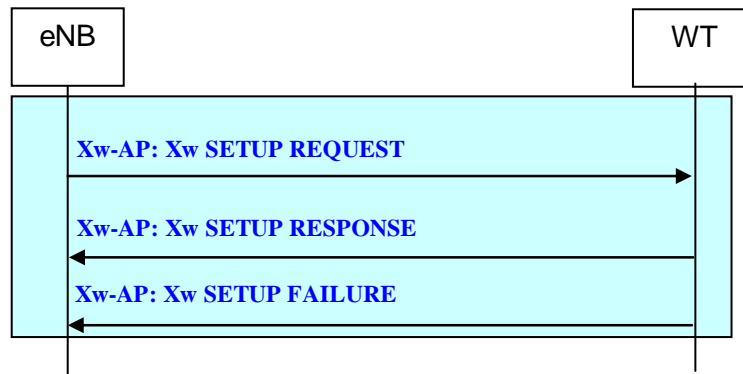 eNB
WT
Xw-AP: Xw SETUP REQUEST
Xw-AP: Xw SETUP RESPONSE
Xw-AP: Xw SETUP FAILURE